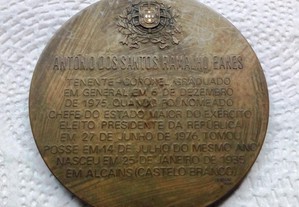 ANTÓNIO DOS SANTOS RAMALHO EANES
TENENTE-CORONEL GRADUADO
EM GENERAL EM 6 DE DEZEMBRO
DE 1975, QUANDO FOI NOMEADO
CHEFE DO ESTADO MAIOR DO EXÉRCITO
ELEITO PRESIDENTE DA REPÚBLICA
EM 27 DE JUNHO DE 1976, TOMOU
POSSE EM 14 DE JULHO DO MESMO ANO
NASCEU EM 25 DE JANEIRO DE 1935
EM ALCAINS (CASTELO BRANCO)